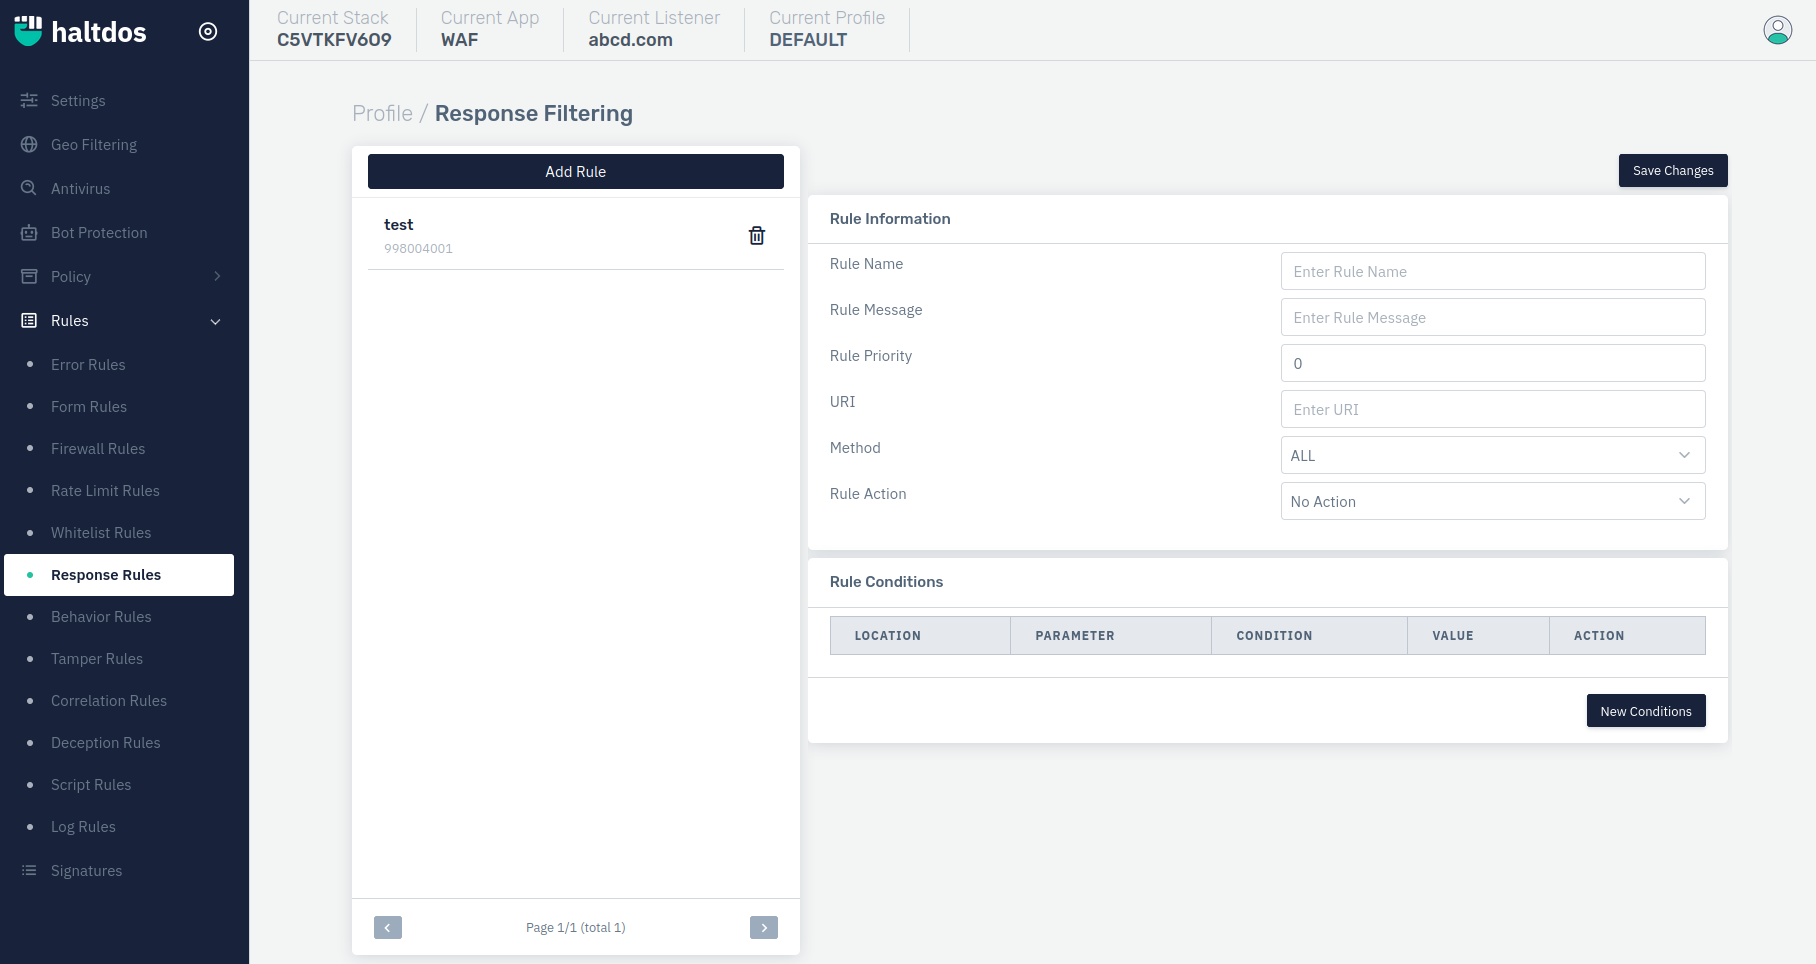 haltdos
Settings
Geo Filtering
Antivirus
Bot Protection
Policy
Rules
Error Rules
Form Rules
Firewall Rules
Rate Limit Rules
Whitelist Rules
Response Rules
Behavior Rules
Tamper Rules
Correlation Rules
Deception Rules
Script Rules
Log Rules
Signatures
Current Stack
C5VTKFV6O9
Current App
WAF
Current Listener
abcd.com
Current Profile
DEFAULT
Profile / Response Filtering
Add Rule
test
998004001
Page 1/1 (total 1)
Save Changes
Rule Information
Rule Name
Enter Rule Name
Rule Message
Enter Rule Message
Rule Priority
0
URI
Enter URI
Method
ALL
Rule Action
No Action
Rule Conditions
LOCATION PARAMETER CONDITION VALUE ACTION
New Conditions